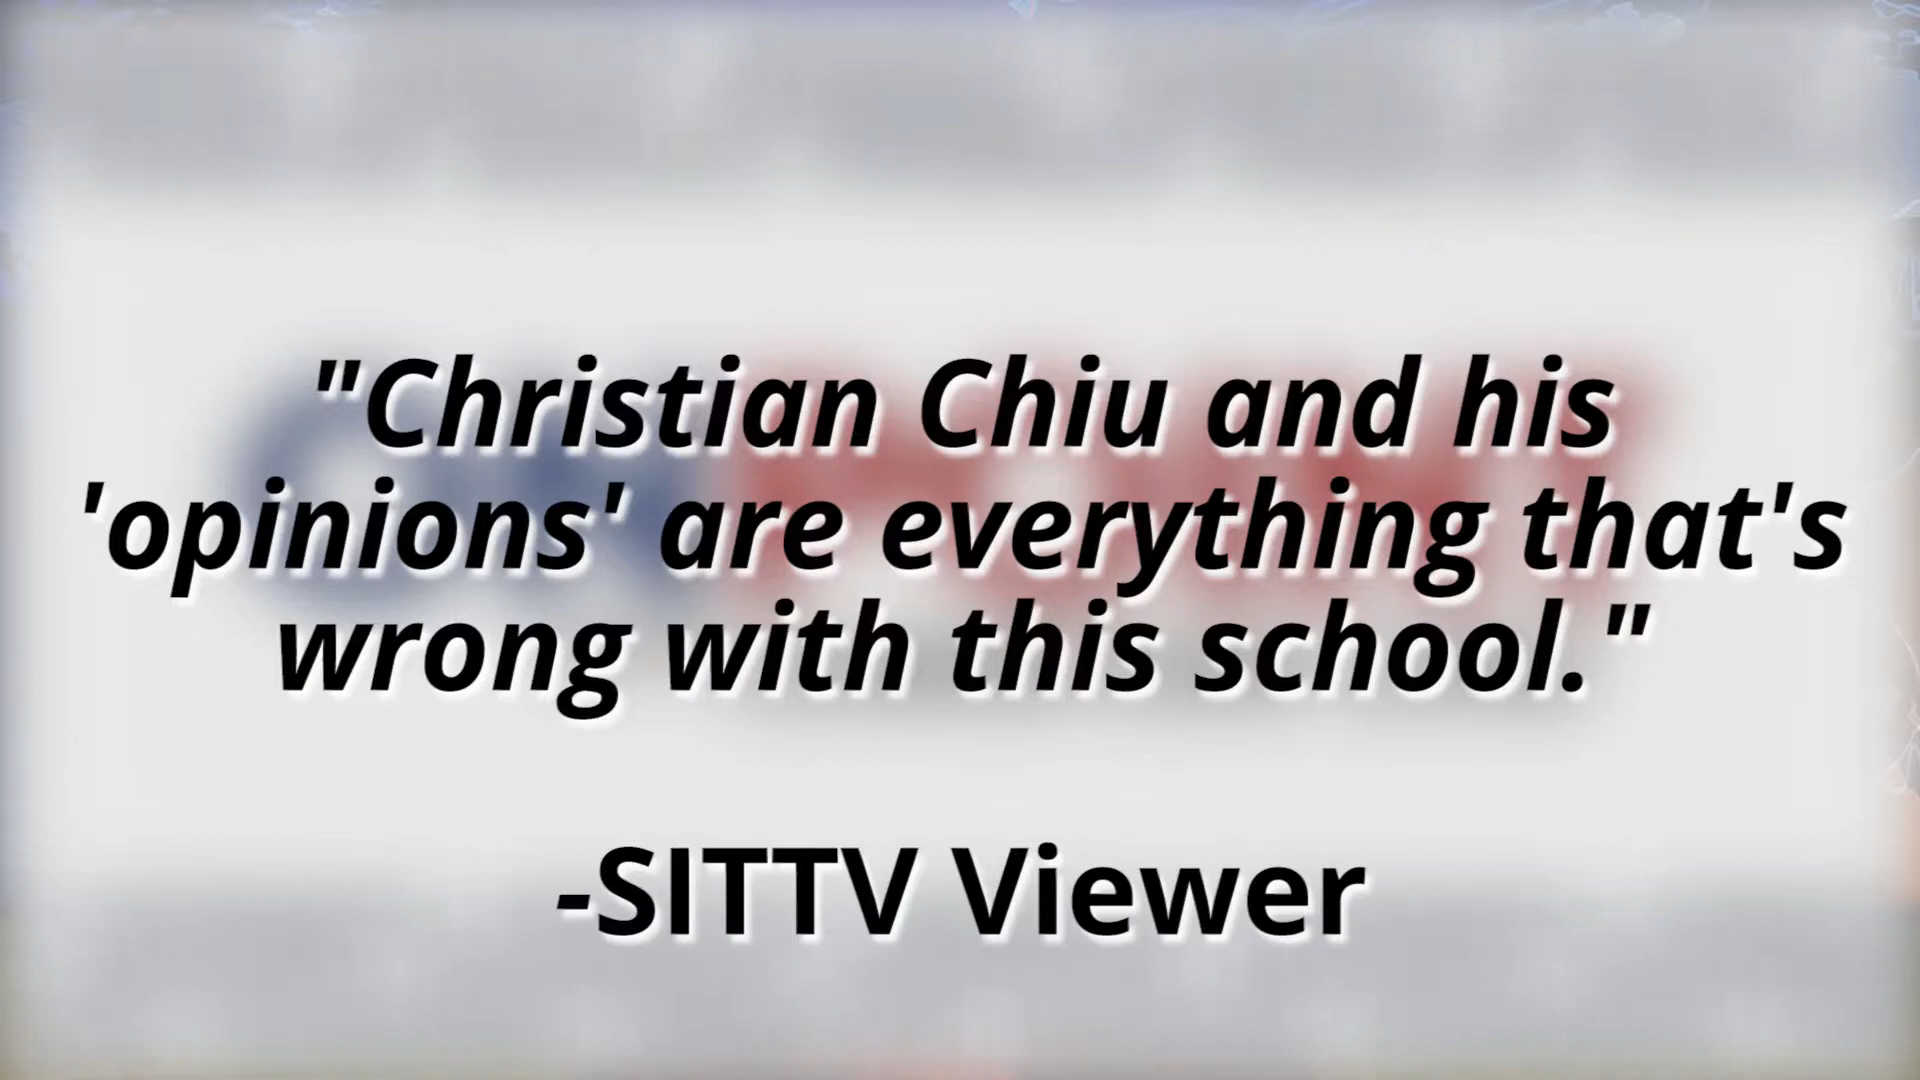 "Christian Chiu and his
'opinions' are everything that's
wrong with this school."
-SITTV Viewer